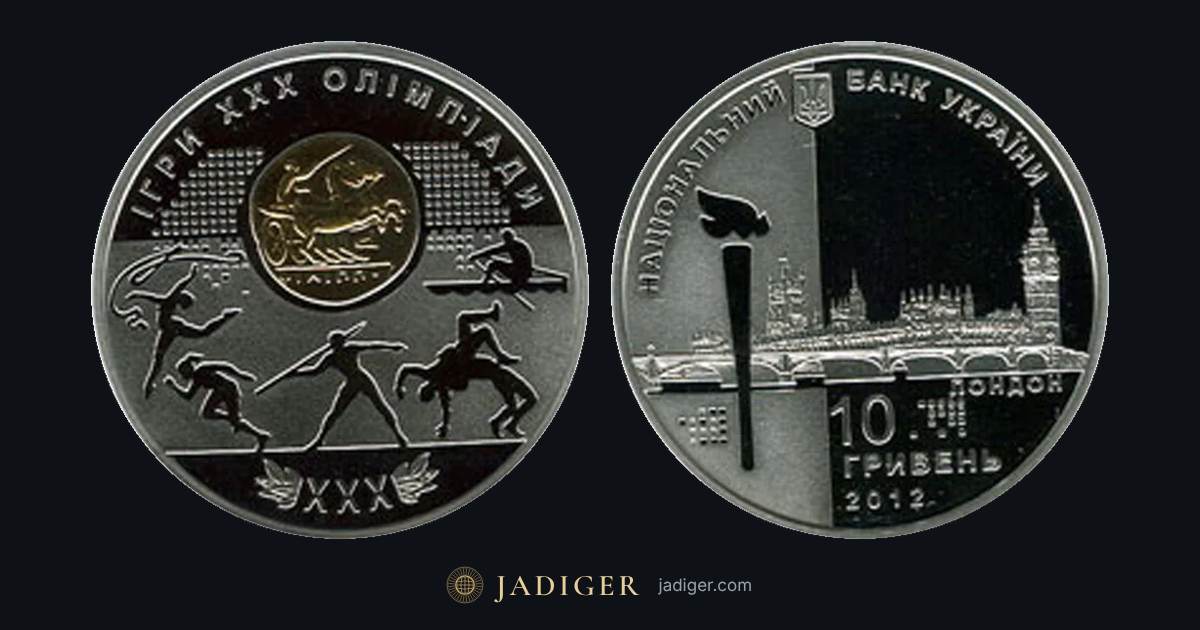 ІГРИ XXX ОЛІМПІАДИ
XXX
НАЦІОНАЛЬНИЙ БАНК УКРАЇНИ
ЛОНДОН
10
ГРИВЕНЬ
2012
JADIGER jadiger.com